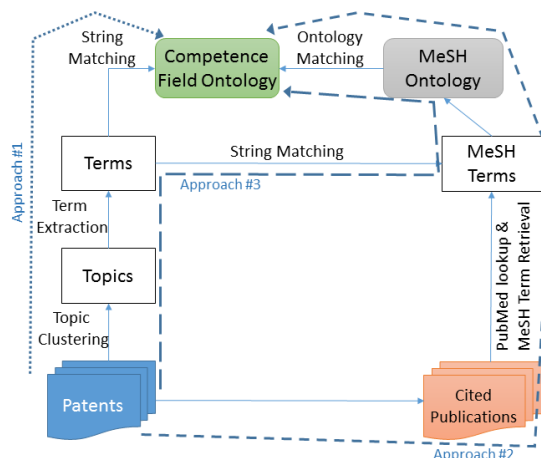 String
Matching
Competence
Field Ontology
Ontology
Matching
MeSH
Ontology
Approach #1
Terms
String Matching
MeSH
Terms
Approach #3
Term
Extraction
Topics
PubMed lookup &
MeSH Term Retrieval
Topic
Clustering
Patents
Cited
Publications
Approach #2